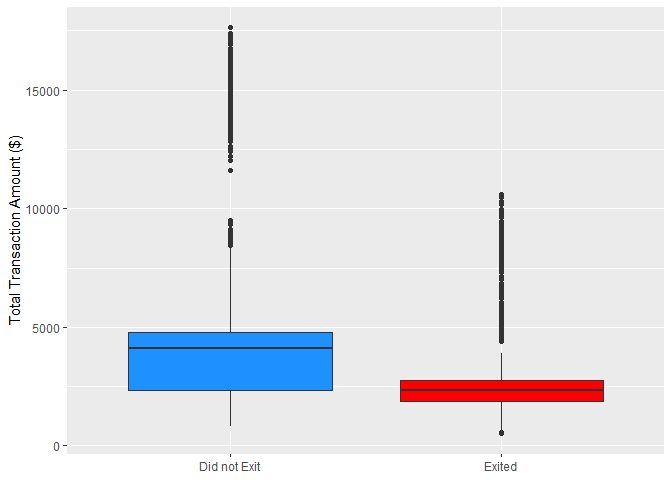 Total Transaction Amount ($)
15000
10000
5000
0
Did not Exit
Exited